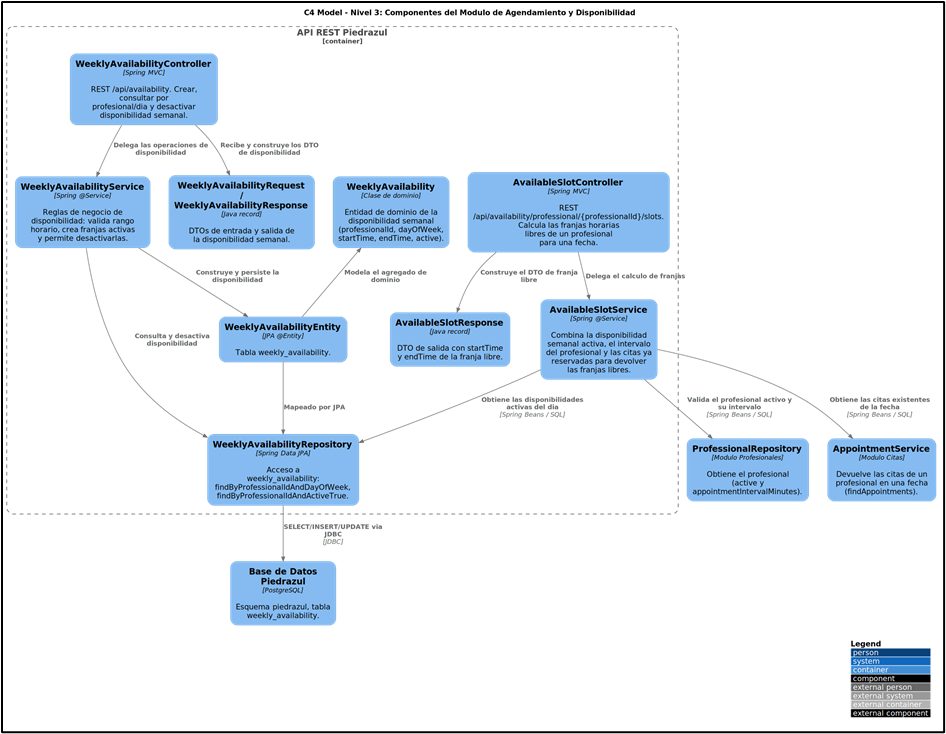 C4 Model - Nivel 3: Componentes del Modulo de Agendamiento y Disponibilidad
API REST Piedrazul
[container]
WeeklyAvailabilityController
[Spring MVC]
REST /api/availability. Crear,
consultar por
profesional/dia y desactivar
disponibilidad semanal.
Delega las operaciones de
disponibilidad
Recibe y construye los DTO
de disponibilidad
WeeklyAvailabilityService
[Spring @Service]
Reglas de negocio de
disponibilidad: valida rango
horario, crea franjas activas
y permite desactivarlas.
WeeklyAvailabilityRequest
/
WeeklyAvailabilityResponse
[Java record]
DTOs de entrada y salida de
la disponibilidad semanal.
WeeklyAvailability
[Clase de dominio]
Entidad de dominio de la
disponibilidad semanal
(professionalId, dayOfWeek,
startTime, endTime, active).
AvailableSlotController
[Spring MVC]
REST
/api/availability/professional/{professionalId}/slots.
Calcula las franjas horarias
libres de un profesional
para una fecha.
Construye y persiste la
disponibilidad
Modela el agregado de
dominio
Construye el DTO de franja
libre
Delega el calculo de franjas
Consulta y desactiva
disponibilidad
WeeklyAvailabilityEntity
[JPA @Entity]
Tabla weekly_availability.
AvailableSlotResponse
[Java record]
DTO de salida con startTime
y endTime de la franja libre.
AvailableSlotService
[Spring @Service]
Combina la disponibilidad
semanal activa, el intervalo
del profesional y las citas ya
reservadas para devolver
las franjas libres.
Mapeado por JPA
Obtiene las disponibilidades
activas del dia
[Spring Beans / SQL]
Valida el profesional activo y
su intervalo
[Spring Beans / SQL]
Obtiene las citas existentes
de la fecha
[Spring Beans / SQL]
WeeklyAvailabilityRepository
[Spring Data JPA]
Acceso a
weekly_availability:
findByProfessionalIdAndDayOfWeek,
findByProfessionalIdAndActiveTrue.
ProfessionalRepository
[Modulo Profesionales]
Obtiene el profesional
(active y
appointmentIntervalMinutes).
AppointmentService
[Modulo Citas]
Devuelve las citas de un
profesional en una fecha
(findAppointments).
SELECT/INSERT/UPDATE via
JDBC
[JDBC]
Base de Datos
Piedrazul
[PostgreSQL]
Esquema piedrazul, tabla
weekly_availability.
Legend
person
system
container
component
external person
external system
external container
external component